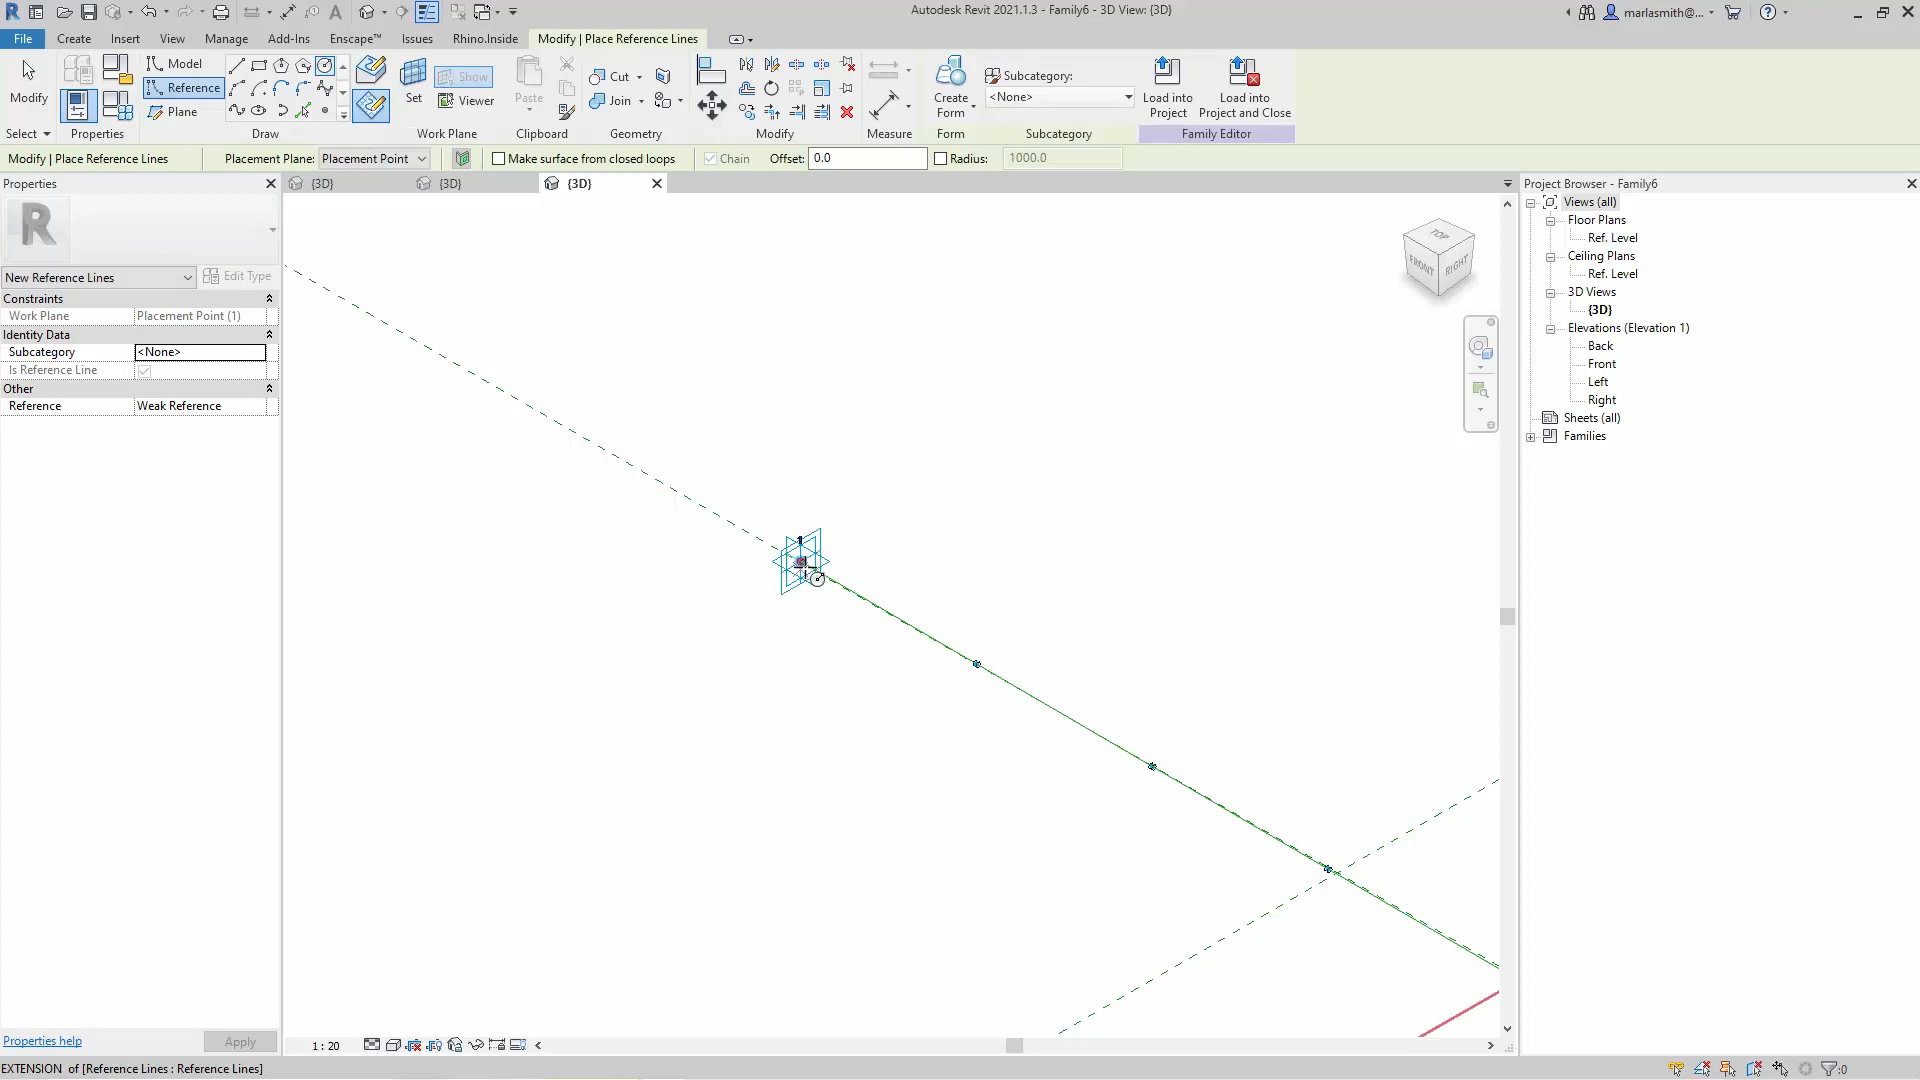 Autodesk Revit 2021.1.3 - Family6 - 3D View: {3D}
marlasmith@...
File Create Insert View Manage Add-Ins Enscape™ Issues Rhino.Inside Modify | Place Reference Lines
Modify
Select
Properties
Model
Reference
Plane
Draw
Set
Show
Viewer
Work Plane
Paste
Clipboard
Cut
Join
Geometry
Modify
Measure
Create
Form
Form
Subcategory:
<None>
Subcategory
Load into
Project
Load into
Project and Close
Family Editor
Modify | Place Reference Lines Placement Plane: Placement Point Make surface from closed loops Chain Offset: 0.0 Radius: 1000.0
Properties
R
New Reference Lines Edit Type
Constraints
Work Plane Placement Point (1)
Identity Data
Subcategory <None>
Is Reference Line
Other
Reference Weak Reference
Properties help Apply
{3D} {3D} {3D}
1
TOP
FRONT RIGHT
1 : 20
Project Browser - Family6
Views (all)
Floor Plans
Ref. Level
Ceiling Plans
Ref. Level
3D Views
{3D}
Elevations (Elevation 1)
Back
Front
Left
Right
Sheets (all)
Families
EXTENSION of [Reference Lines : Reference Lines]
:0